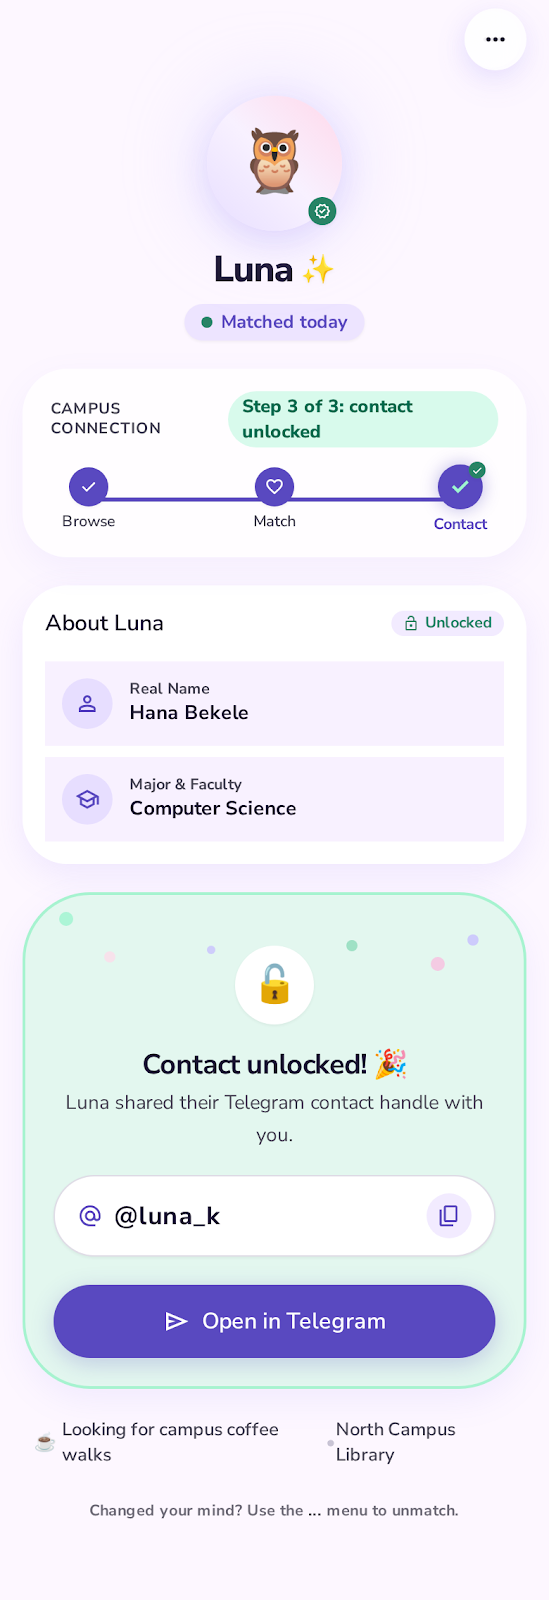 Luna ✨
Matched today
CAMPUS
CONNECTION
Step 3 of 3: contact
unlocked
Browse
Match
Contact
About Luna
Unlocked
Real Name
Hana Bekele
Major & Faculty
Computer Science
Contact unlocked! 🎉
Luna shared their Telegram contact handle with
you.
@luna_k
Open in Telegram
Looking for campus coffee
walks
North Campus
Library
Changed your mind? Use the ... menu to unmatch.